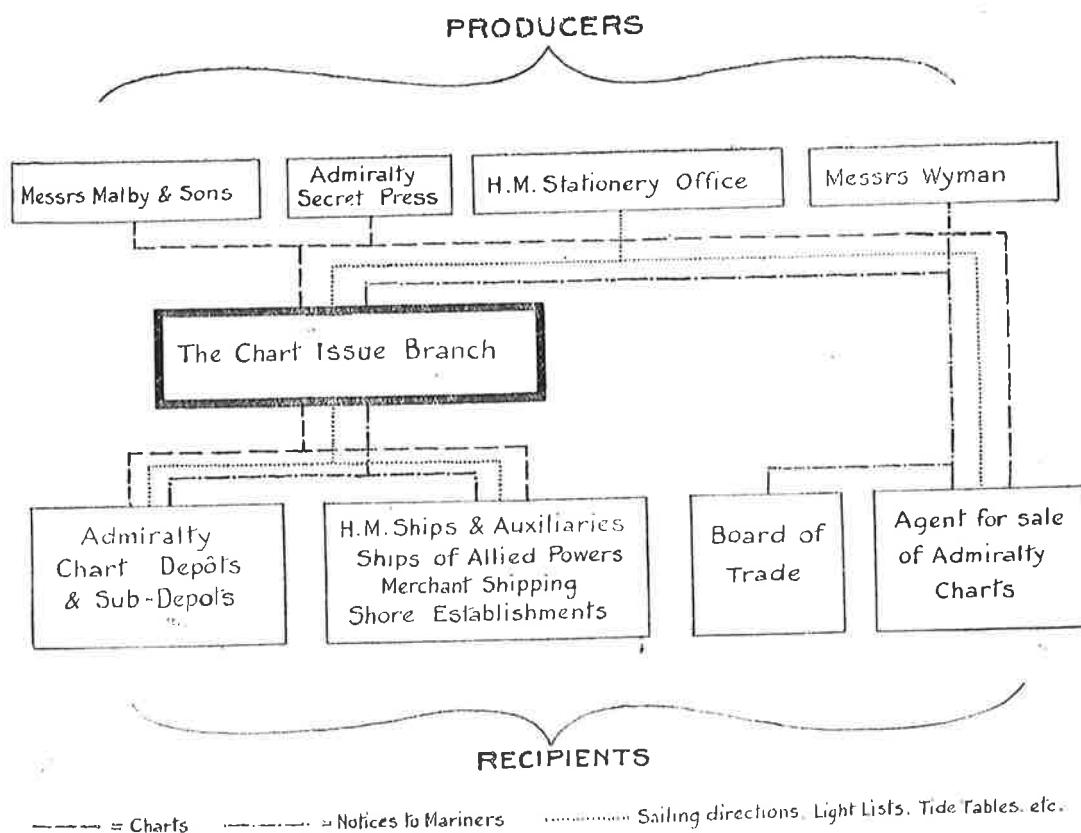 PRODUCERS
Messrs Malby & Sons
Admiralty
Secret Press
H.M. Stationery Office
Messrs Wyman
The Chart Issue Branch
Admiralty
Chart Depôts
& Sub-Depots
H.M. Ships & Auxiliaries
Ships of Allied Powers
Merchant Shipping
Shore Establishments
Board of
Trade
Agent for sale
of Admiralty
Charts
RECIPIENTS
= Charts
= Notices to Mariners
Sailing directions, Light Lists, Tide Tables, etc.